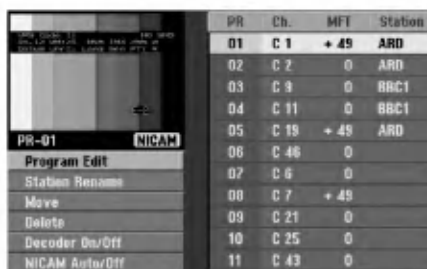 PR Ch. MFT Station
01 C 1 + 49 ARD
02 C 2 0 ARD
03 C 9 0 BBC1
04 C 11 0 BBC1
05 C 19 + 49 ARD
06 C 46 0
07 C 6 0
08 C 7 + 49
09 C 21 0
10 C 25 0
11 C 43 0
PR-01 NICAM
Program Edit
Station Rename
Move
Delete
Decoder On/Off
NICAM Auto/Off